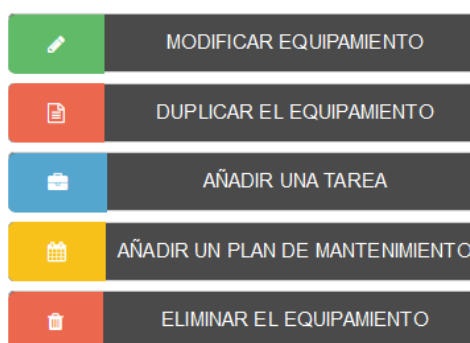 MODIFICAR EQUIPAMIENTO
DUPLICAR EL EQUIPAMIENTO
AÑADIR UNA TAREA
AÑADIR UN PLAN DE MANTENIMIENTO
ELIMINAR EL EQUIPAMIENTO